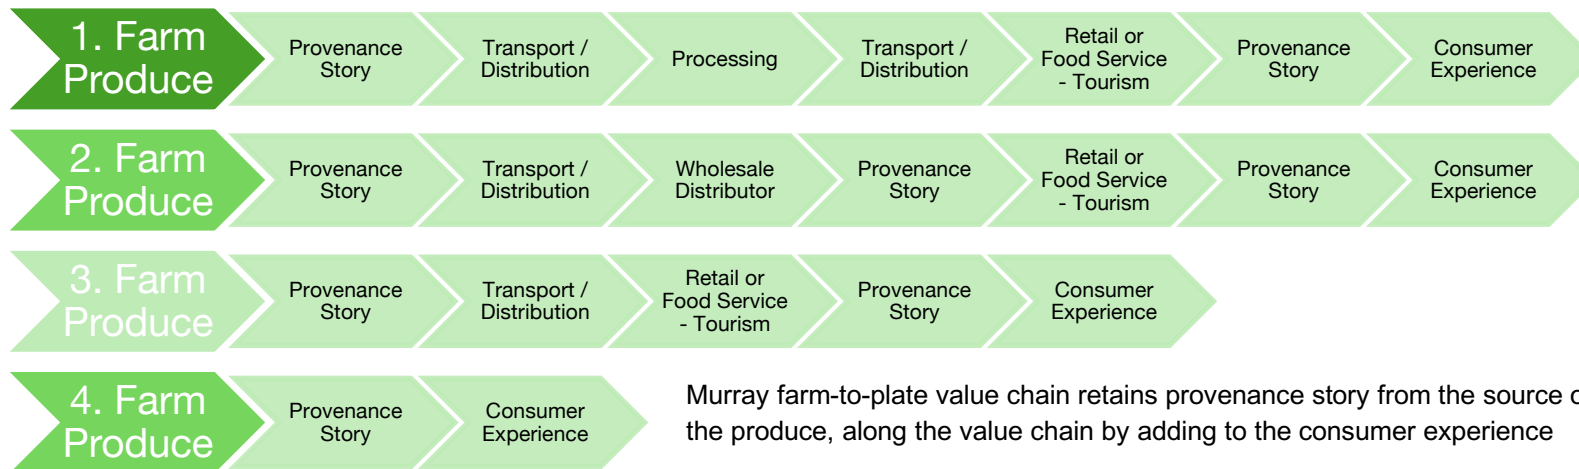 1. Farm
Produce
Provenance
Story
Transport /
Distribution
Processing
Transport /
Distribution
Retail or
Food Service
- Tourism
Provenance
Story
Consumer
Experience
2. Farm
Produce
Provenance
Story
Transport /
Distribution
Wholesale
Distributor
Provenance
Story
Retail or
Food Service
- Tourism
Provenance
Story
Consumer
Experience
3. Farm
Produce
Provenance
Story
Transport /
Distribution
Retail or
Food Service
- Tourism
Provenance
Story
Consumer
Experience
4. Farm
Produce
Provenance
Story
Consumer
Experience
Murray farm-to-plate value chain retains provenance story from the source
the produce, along the value chain by adding to the consumer experience